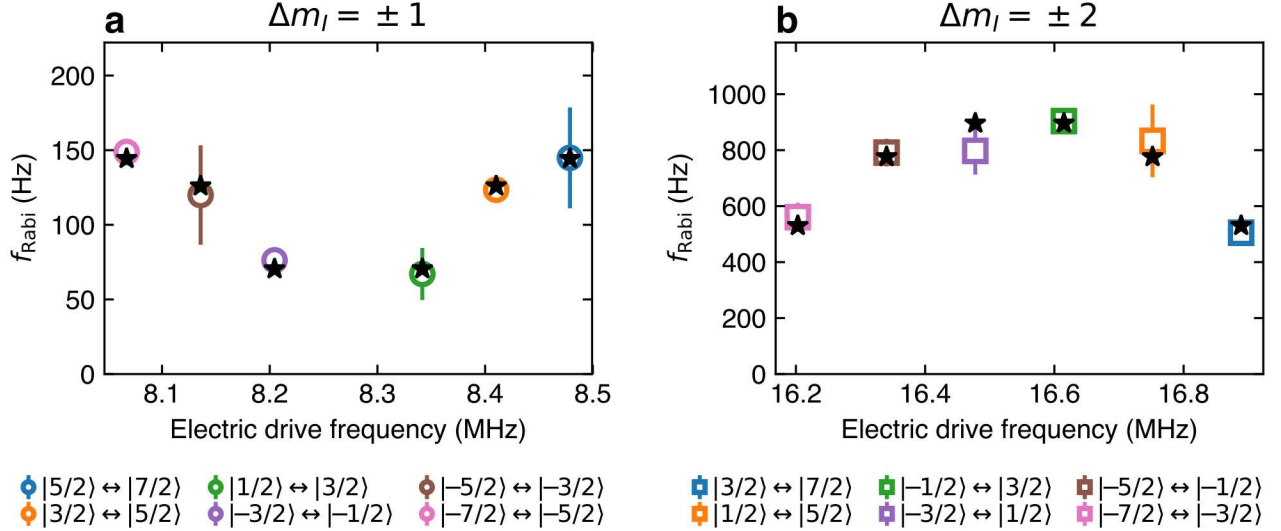 a Δm_I = ±1
f_Rabi (Hz)
200
150
100
50
0
8.1 8.2 8.3 8.4 8.5
Electric drive frequency (MHz)
|5/2⟩ ↔ |7/2⟩ |1/2⟩ ↔ |3/2⟩ |−5/2⟩ ↔ |−3/2⟩
|3/2⟩ ↔ |5/2⟩ |−3/2⟩ ↔ |−1/2⟩ |−7/2⟩ ↔ |−5/2⟩
b Δm_I = ±2
f_Rabi (Hz)
1000
800
600
400
200
0
16.2 16.4 16.6 16.8
Electric drive frequency (MHz)
|3/2⟩ ↔ |7/2⟩ |−1/2⟩ ↔ |3/2⟩ |−5/2⟩ ↔ |−1/2⟩
|1/2⟩ ↔ |5/2⟩ |−3/2⟩ ↔ |1/2⟩ |−7/2⟩ ↔ |−3/2⟩